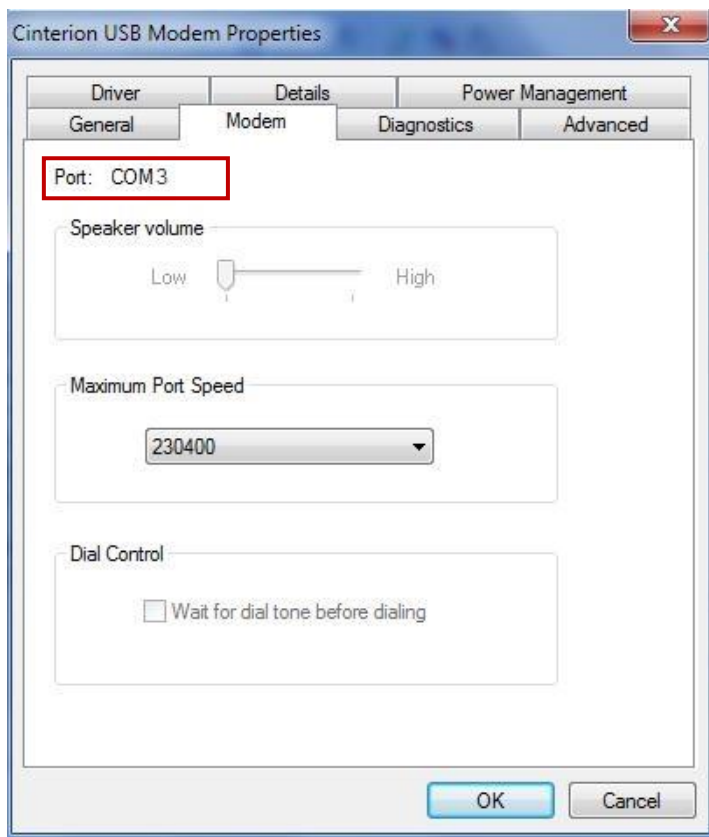 Cinterion USB Modem Properties
X
Driver Details Power Management
General Modem Diagnostics Advanced
Port: COM3
Speaker volume
Low High
Maximum Port Speed
230400
Dial Control
Wait for dial tone before dialing
OK Cancel